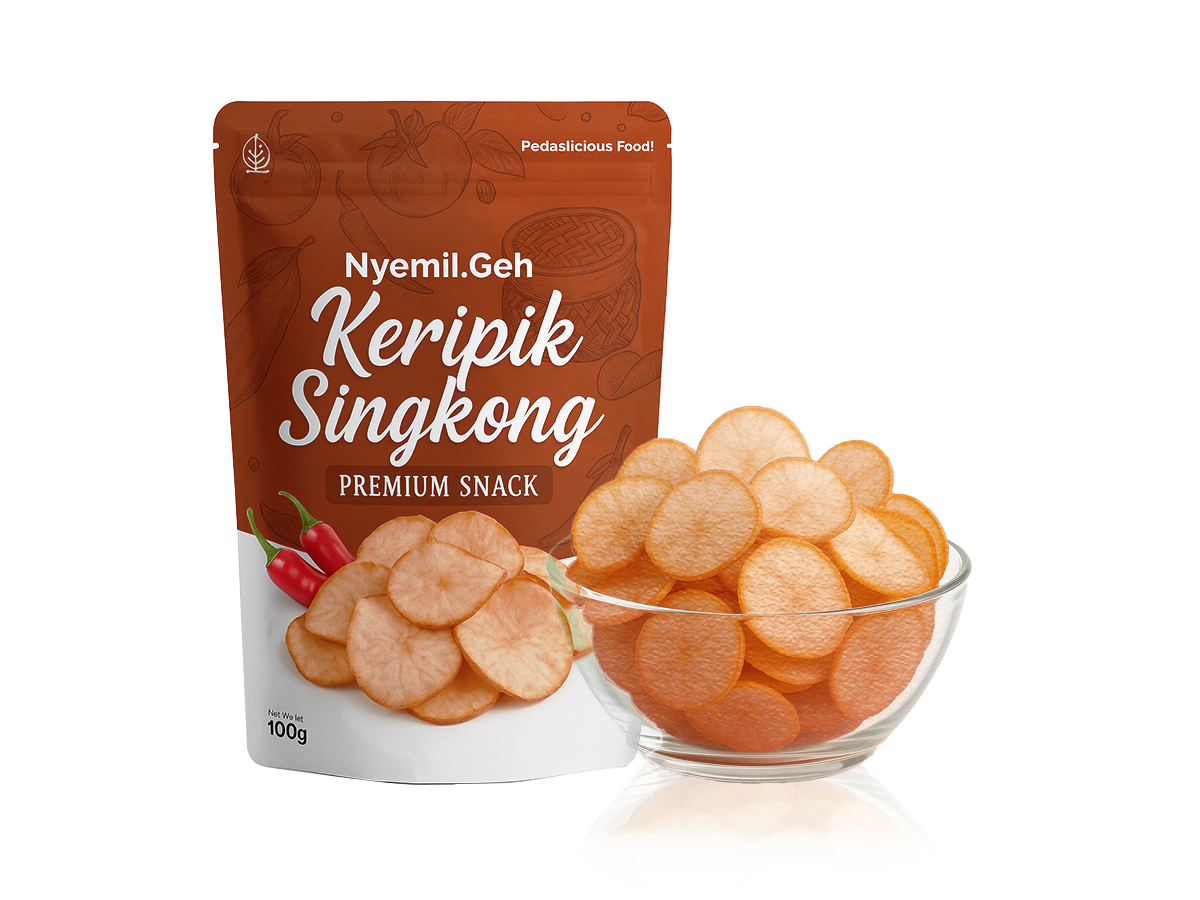 Pedaslicious Food!
Nyemil.Geh
Keripik
Singkong
PREMIUM SNACK
Net We let
100g